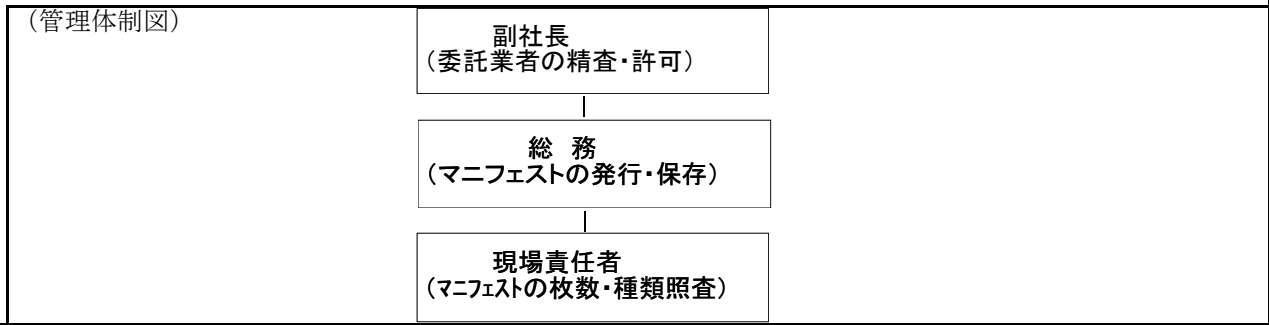 （管理体制図）
副社長
（委託業者の精査・許可）
総 務
（マニフェストの発行・保存）
現場責任者
（ﾏﾆﾌｪｽﾄの枚数・種類照査）